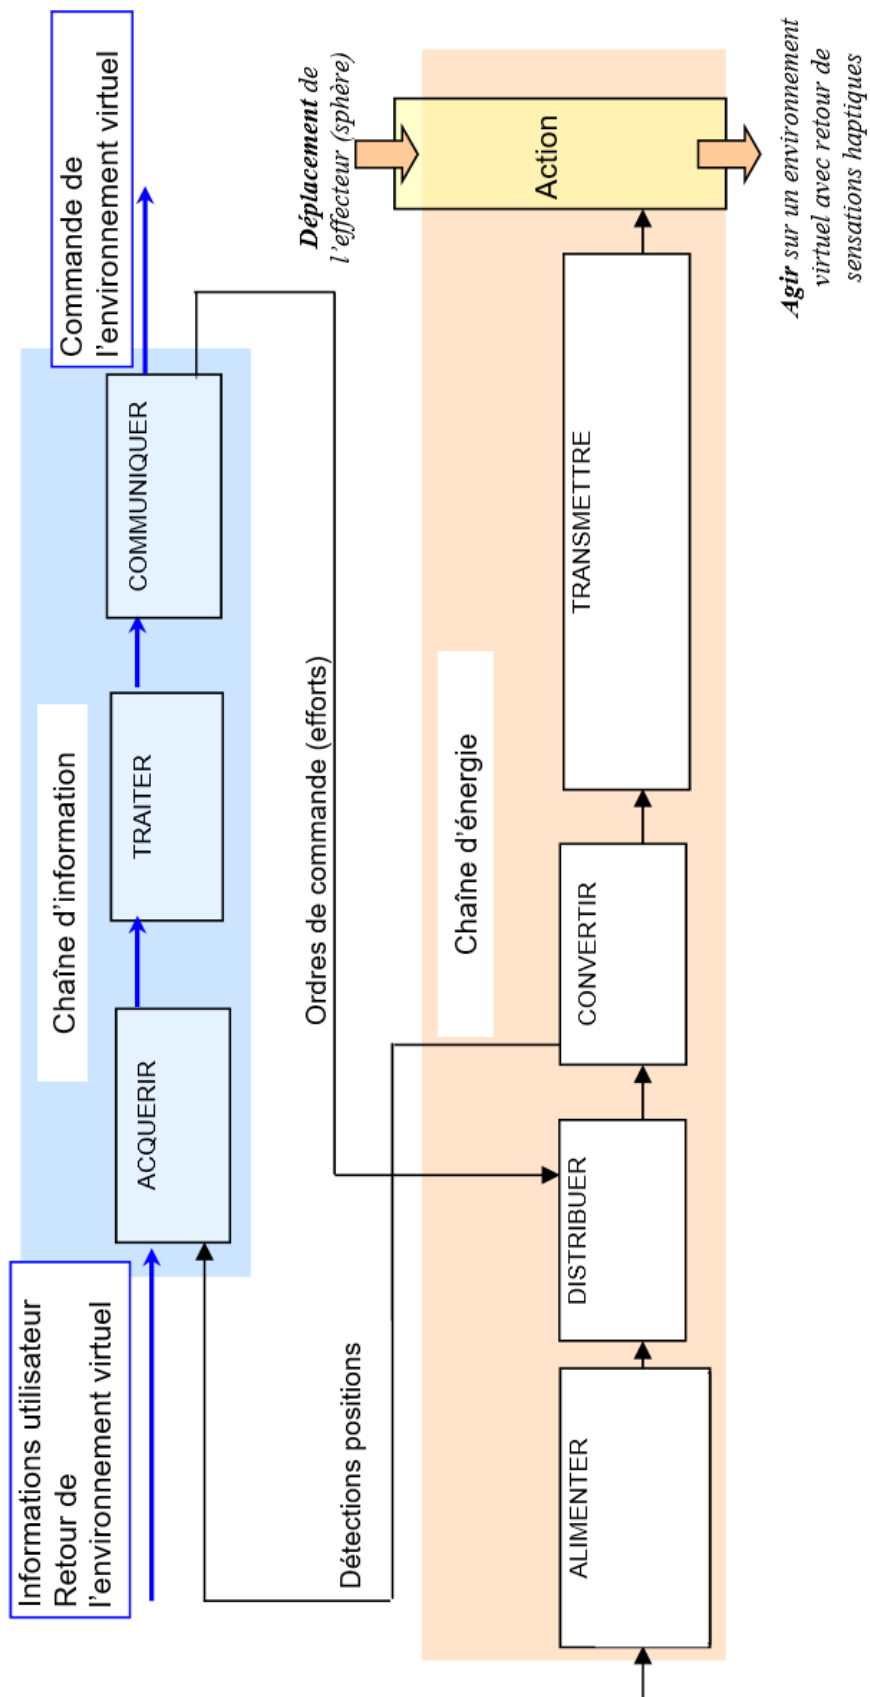 Informations utilisateur
Retour de
l'environnement virtuel
Chaîne d'information
Commande de
l'environnement virtuel
ACQUERIR
TRAITER
COMMUNIQUER
Détections positions
Ordres de commande (efforts)
Déplacement de
l'effecteur (sphère)
Chaîne d'énergie
ALIMENTER
DISTRIBUER
CONVERTIR
TRANSMETTRE
Action
Agir sur un environnement
virtuel avec retour de
sensations haptiques